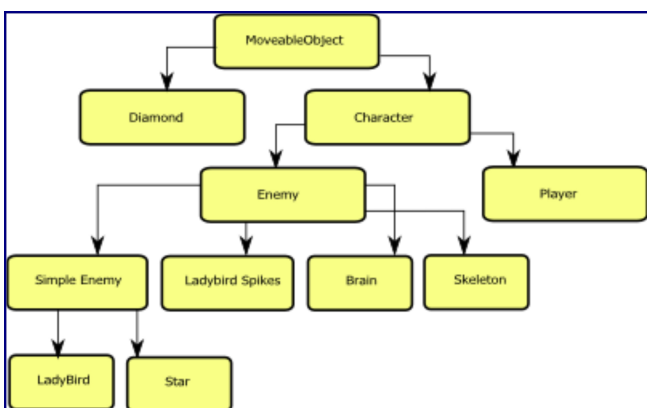 MoveableObject
Diamond
Character
Enemy
Player
Simple Enemy
Ladybird Spikes
Brain
Skeleton
LadyBird
Star